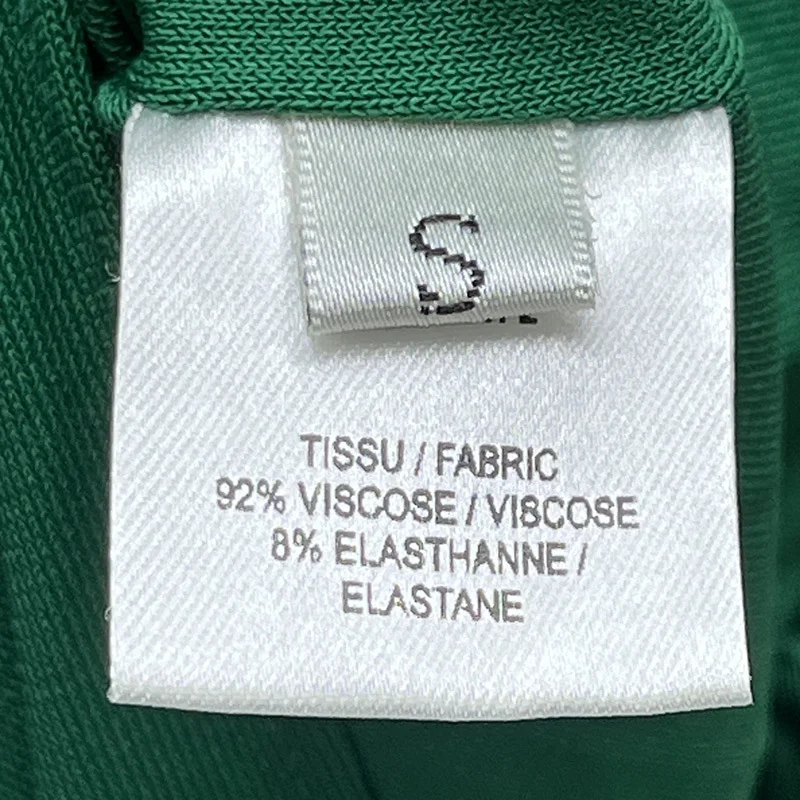 S
TISSU / FABRIC
92% VISCOSE / VISCOSE
8% ELASTHANNE /
ELASTANE